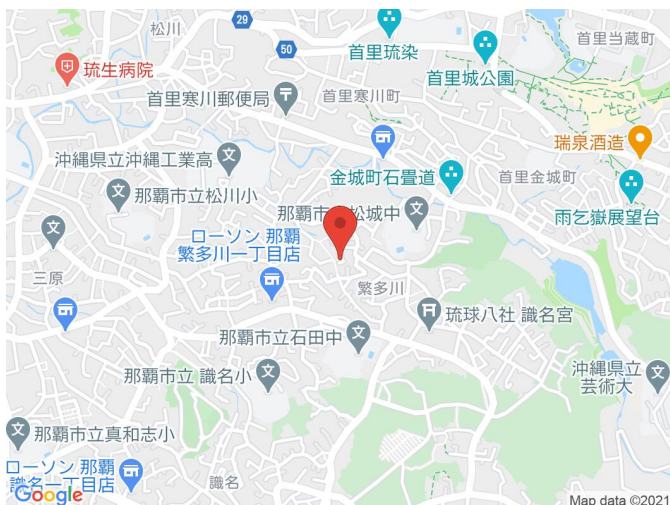 松川
29
50
首里琉染
首里当蔵町
琉生病院
首里城公園
首里寒川町
首里寒川郵便局
瑞泉酒造
沖縄県立沖縄工業高
金城町石畳道
首里金城町
那覇市立松川小
松城中
雨乞嶽展望台
ローソン 那覇
繁多川一丁目店
三原
繁多川
琉球八社 識名宮
那覇市立石田中
那覇市立 識名小
沖縄県立
芸術大
那覇市立真和志小
ローソン 那覇
識名一丁目店
識名
Google
Map data ©2021